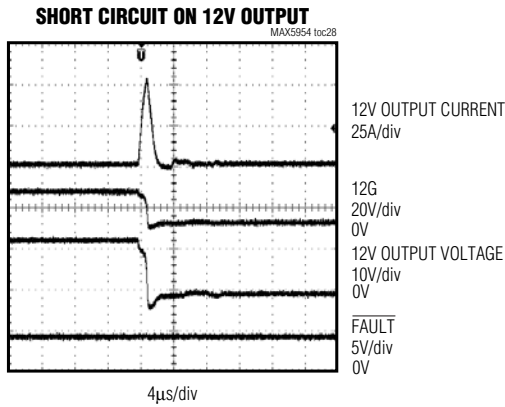 SHORT CIRCUIT ON 12V OUTPUT
MAX5954 toc28
12V OUTPUT CURRENT
25A/div
12G
20V/div
0V
12V OUTPUT VOLTAGE
10V/div
0V
FAULT
5V/div
0V
4μs/div